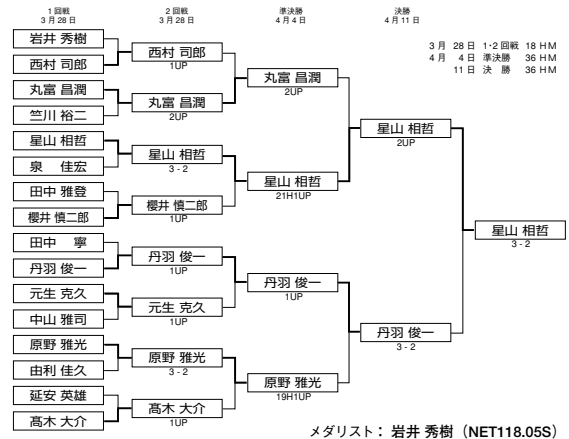 1回戦
3月28日
2回戦
3月28日
準決勝
4月4日
決勝
4月11日
3月 28日 1・2回戦 18HM
4月 4日 準決勝 36HM
11日 決 勝 36HM
岩井 秀樹
西村 司郎
丸富 昌潤
竺川 裕二
星山 相哲
泉 佳宏
田中 雅登
櫻井 慎二郎
田中 寧
丹羽 俊一
元生 克久
中山 雅司
原野 雅光
由利 佳久
延安 英雄
髙木 大介
西村 司郎
1UP
丸富 昌潤
2UP
星山 相哲
3 - 2
櫻井 慎二郎
1UP
丹羽 俊一
1UP
元生 克久
1UP
原野 雅光
3 - 2
髙木 大介
1UP
丸富 昌潤
2UP
星山 相哲
21H1UP
丹羽 俊一
1UP
原野 雅光
19H1UP
星山 相哲
2UP
丹羽 俊一
3 - 2
星山 相哲
3 - 2
メダリスト： 岩井 秀樹（NET118.05S）